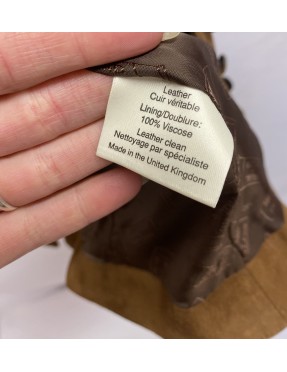 Leather
Cuir véritable
Lining/Doublure:
100% Viscose
Leather clean
Nettoyage par spécialiste
Made in the United Kingdom